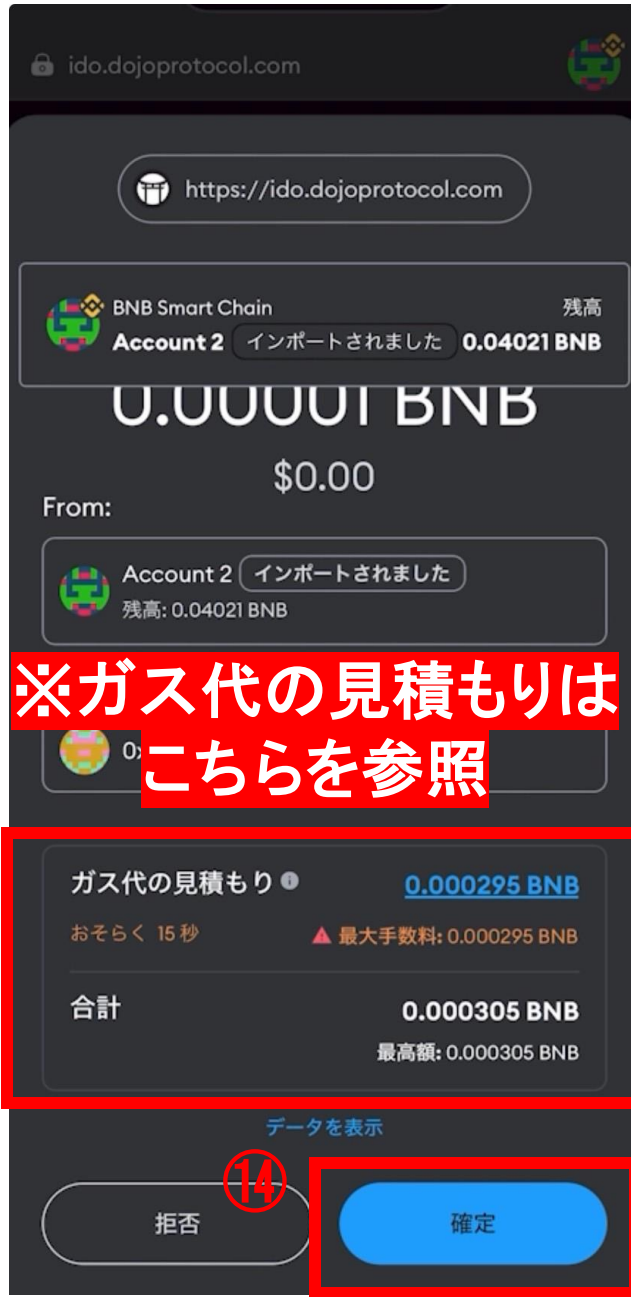 ido.dojoprotocol.com
https://ido.dojoprotocol.com
BNB Smart Chain 残高
Account 2 インポートされました 0.04021 BNB
0.00001 BNB
$0.00
From:
Account 2 インポートされました
残高: 0.04021 BNB
※ガス代の見積もりは
こちらを参照
ガス代の見積もり 0.000295 BNB
おそらく 15 秒 最大手数料: 0.000295 BNB
合計 0.000305 BNB
最高額: 0.000305 BNB
データを表示
⑭
拒否 確定